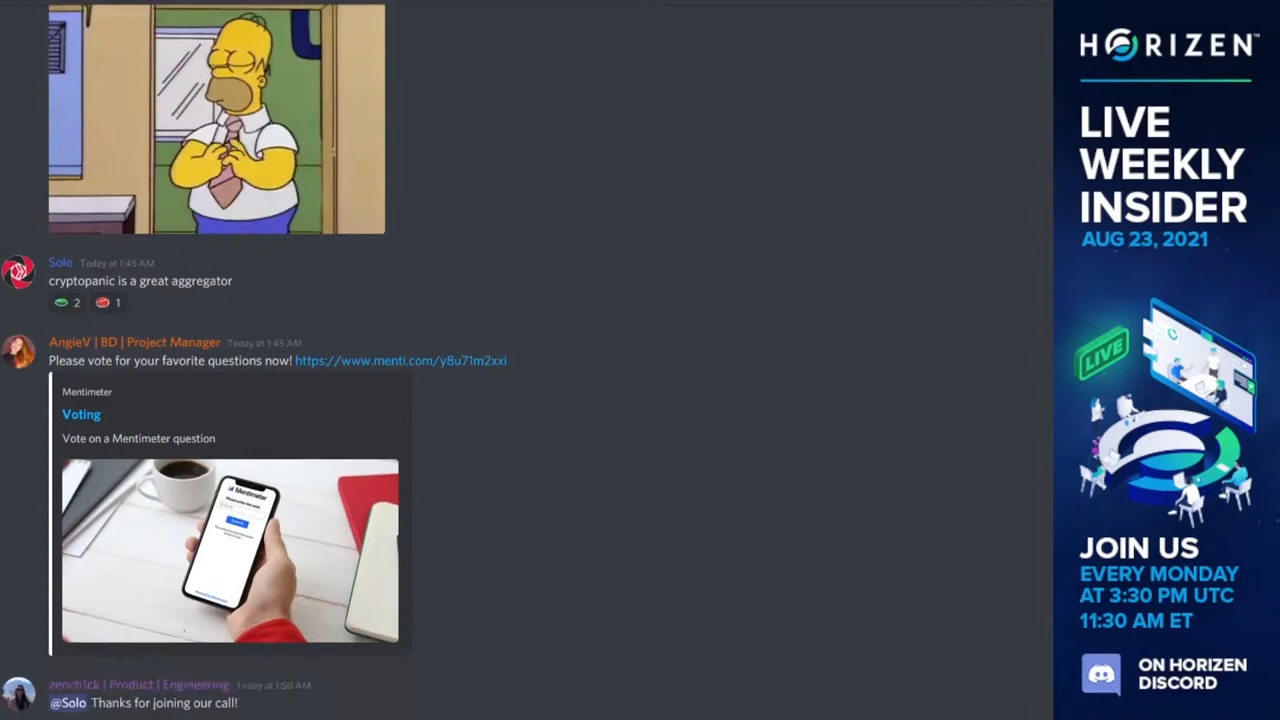 Solo Today at 1:45 AM
cryptopanic is a great aggregator
2 1
AngieV | BD | Project Manager Today at 1:45 AM
Please vote for your favorite questions now! https://www.menti.com/y8u71m2xxi
Mentimeter
Voting
Vote on a Mentimeter question
Mentimeter
zench1ck | Product | Engineering Today at 1:50 AM
@Solo Thanks for joining our call!
HORIZEN™
LIVE
WEEKLY
INSIDER
AUG 23, 2021
LIVE
JOIN US
EVERY MONDAY
AT 3:30 PM UTC
11:30 AM ET
ON HORIZEN
DISCORD